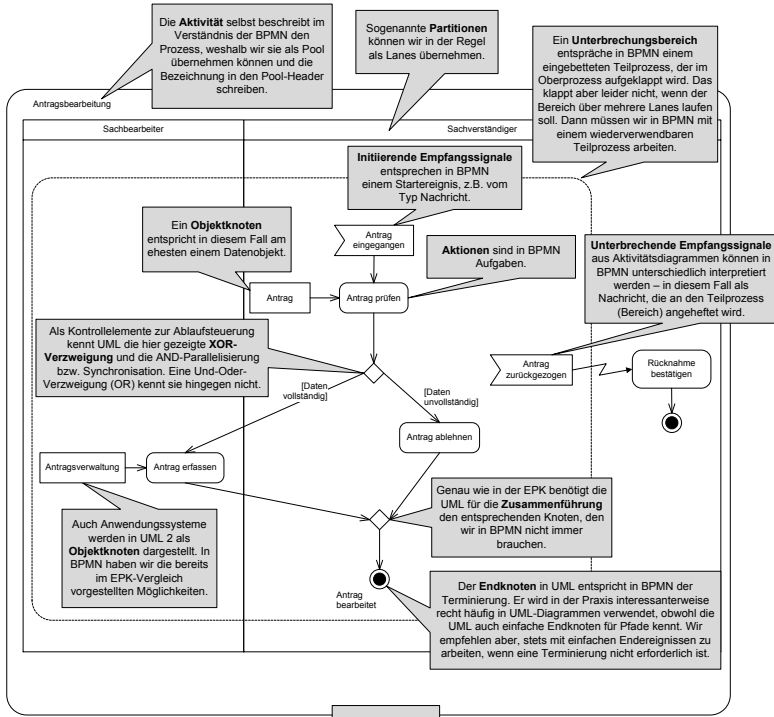 Die Aktivität selbst beschreibt im
Verständnis der BPMN den
Prozess, weshalb wir sie als Pool
übernehmen können und die
Bezeichnung in den Pool-Header
schreiben.
Sogenannte Partitionen
können wir in der Regel
als Lanes übernehmen.
Ein Unterbrechungsbereich
entspräche in BPMN einem
eingebetteten Teilprozess, der im
Oberprozess aufgeklappt wird. Das
klappt aber leider nicht, wenn der
Bereich über mehrere Lanes laufen
soll. Dann müssen wir in BPMN mit
einem wiederverwendbaren
Teilprozess arbeiten.
Antragsbearbeitung
Sachbearbeiter
Sachverständiger
Initiierende Empfangssignale
entsprechen in BPMN
einem Startereignis, z.B. vom
Typ Nachricht.
Ein Objektknoten
entspricht in diesem Fall am
ehesten einem Datenobjekt.
Antrag
eingegangen
Aktionen sind in BPMN
Aufgaben.
Unterbrechende Empfangssignale
aus Aktivitätsdiagrammen können in
BPMN unterschiedlich interpretiert
werden – in diesem Fall als
Nachricht, die an den Teilprozess
(Bereich) angeheftet wird.
Antrag
Antrag prüfen
Als Kontrollelemente zur Ablaufsteuerung
kennt UML die hier gezeigte XOR-
Verzweigung und die AND-Parallelisierung
bzw. Synchronisation. Eine Und-Oder-
Verzweigung (OR) kennt sie hingegen nicht.
Antrag
zurückgezogen
Rücknahme
bestätigen
[Daten
vollständig]
[Daten
unvollständig]
Antrag ablehnen
Antragsverwaltung
Antrag erfassen
Auch Anwendungssysteme
werden in UML 2 als
Objektknoten dargestellt. In
BPMN haben wir die bereits
im EPK-Vergleich
vorgestellten Möglichkeiten.
Genau wie in der EPK benötigt die
UML für die Zusammenführung
den entsprechenden Knoten, den
wir in BPMN nicht immer
brauchen.
Antrag
bearbeitet
Der Endknoten in UML entspricht in BPMN der
Terminierung. Er wird in der Praxis interessanterweise
recht häufig in UML-Diagrammen verwendet, obwohl die
UML auch einfache Endknoten für Pfade kennt. Wir
empfehlen aber, stets mit einfachen Endereignissen zu
arbeiten, wenn eine Terminierung nicht erforderlich ist.